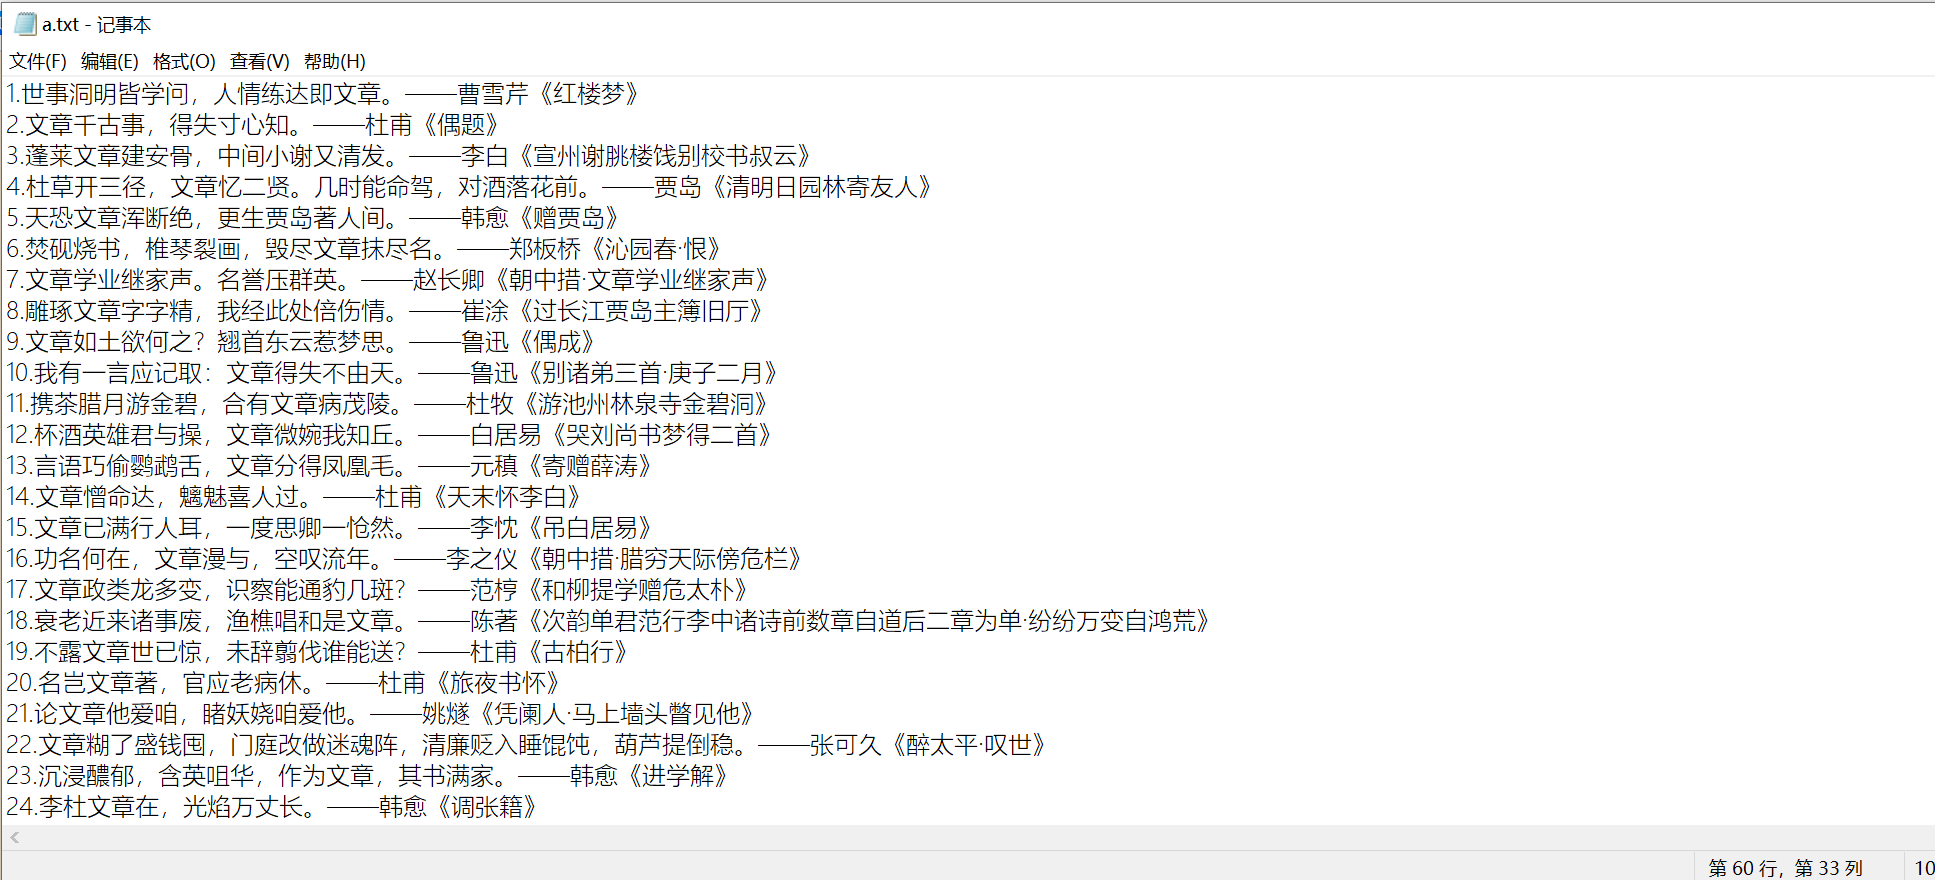 a.txt - 记事本
文件(F) 编辑(E) 格式(O) 查看(V) 帮助(H)
1.世事洞明皆学问，人情练达即文章。——曹雪芹《红楼梦》
2.文章千古事，得失寸心知。——杜甫《偶题》
3.蓬莱文章建安骨，中间小谢又清发。——李白《宣州谢朓楼饯别校书叔云》
4.杜草开三径，文章忆二贤。几时能命驾，对酒落花前。——贾岛《清明日园林寄友人》
5.天恐文章浑断绝，更生贾岛著人间。——韩愈《赠贾岛》
6.焚砚烧书，椎琴裂画，毁尽文章抹尽名。——郑板桥《沁园春·恨》
7.文章学业继家声。名誉压群英。——赵长卿《朝中措·文章学业继家声》
8.雕琢文章字字精，我经此处倍伤情。——崔涂《过长江贾岛主簿旧厅》
9.文章如土欲何之？翘首东云惹梦思。——鲁迅《偶成》
10.我有一言应记取：文章得失不由天。——鲁迅《别诸弟三首·庚子二月》
11.携茶腊月游金碧，合有文章病茂陵。——杜牧《游池州林泉寺金碧洞》
12.杯酒英雄君与操，文章微婉我知丘。——白居易《哭刘尚书梦得二首》
13.言语巧偷鹦鹉舌，文章分得凤凰毛。——元稹《寄赠薛涛》
14.文章憎命达，魑魅喜人过。——杜甫《天末怀李白》
15.文章已满行人耳，一度思卿一怆然。——李忱《吊白居易》
16.功名何在，文章漫与，空叹流年。——李之仪《朝中措·腊穷天际傍危栏》
17.文章政类龙多变，识察能通豹几斑？——范梈《和柳提学赠危太朴》
18.衰老近来诸事废，渔樵唱和是文章。——陈著《次韵单君范行李中诸诗前数章自道后二章为单·纷纷万变自鸿荒》
19.不露文章世已惊，未辞翦伐谁能送？——杜甫《古柏行》
20.名岂文章著，官应老病休。——杜甫《旅夜书怀》
21.论文章他爱咱，睹妖娆咱爱他。——姚燧《凭阑人·马上墙头瞥见他》
22.文章糊了盛钱囤，门庭改做迷魂阵，清廉贬入睡馄饨，葫芦提倒稳。——张可久《醉太平·叹世》
23.沉浸醲郁，含英咀华，作为文章，其书满家。——韩愈《进学解》
24.李杜文章在，光焰万丈长。——韩愈《调张籍》
第 60 行，第 33 列 10